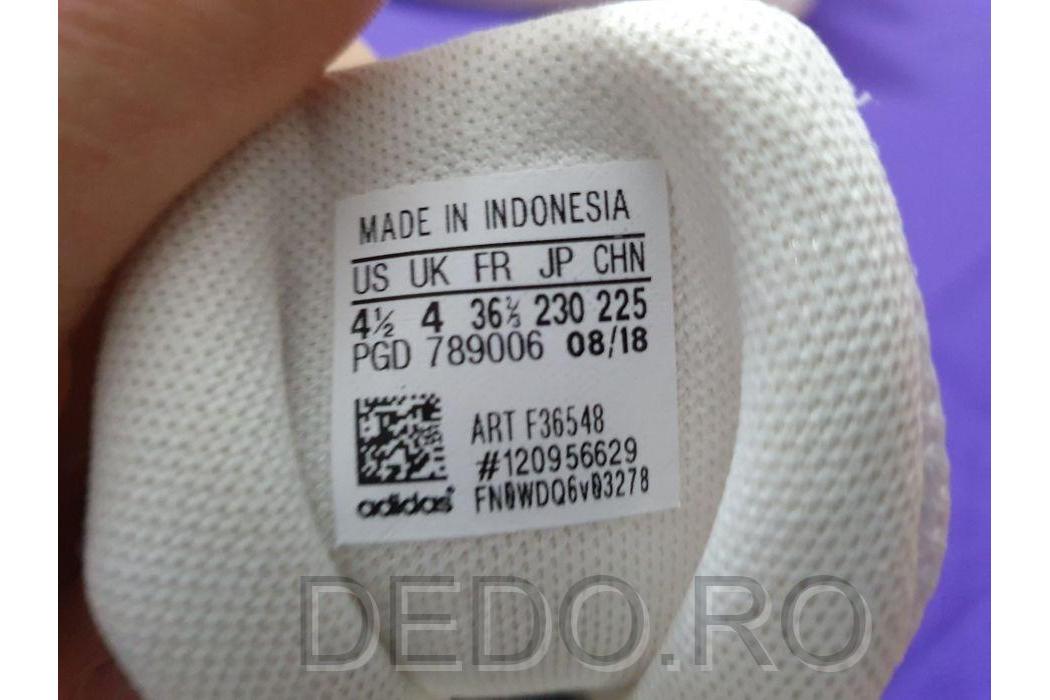 MADE IN INDONESIA
US UK FR JP CHN
4½ 4 36⅔ 230 225
PGD 789006 08/18
ART F36548
#120956629
FN0WDQ6v03278
adidas
DEDO.RO